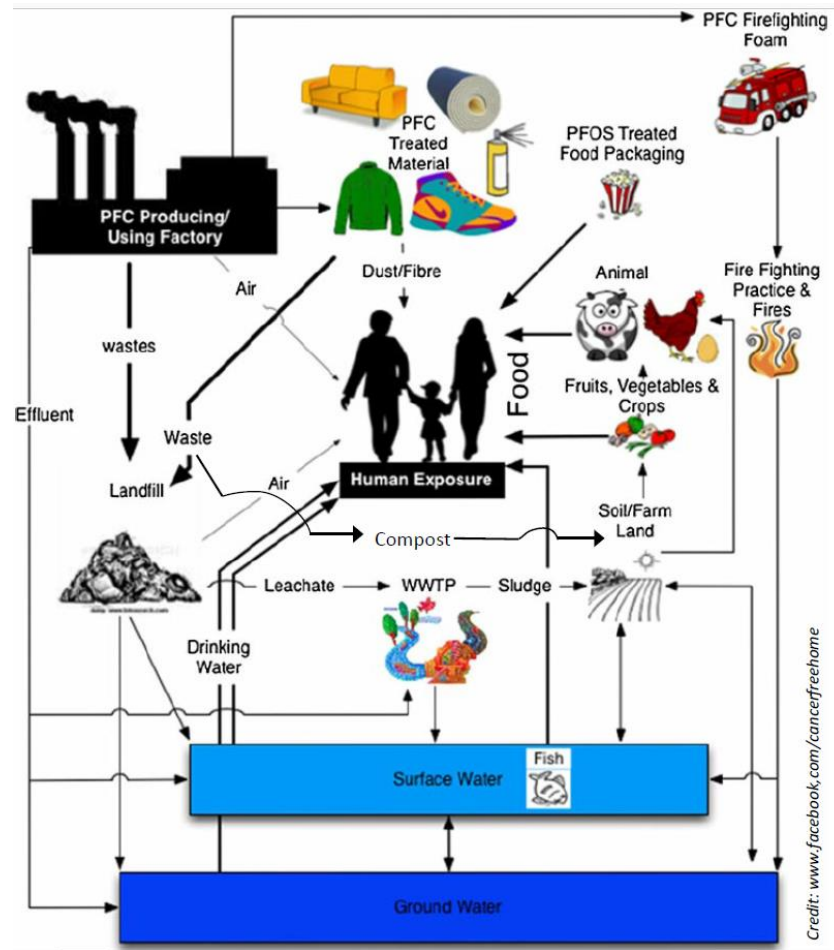 PFC Firefighting
Foam
PFC
Treated
Material
PFOS Treated
Food Packaging
PFC Producing/
Using Factory
Dust/Fibre
Air
Animal
Fire Fighting
Practice &
Fires
wastes
Food
Fruits, Vegetables &
Crops
Effluent
Waste
Air
Human Exposure
Landfill
Soil/Farm
Land
Compost
Leachate
WWTP
Sludge
Drinking
Water
Fish
Surface Water
Ground Water
Credit: www.facebook.com/cancerfreehome